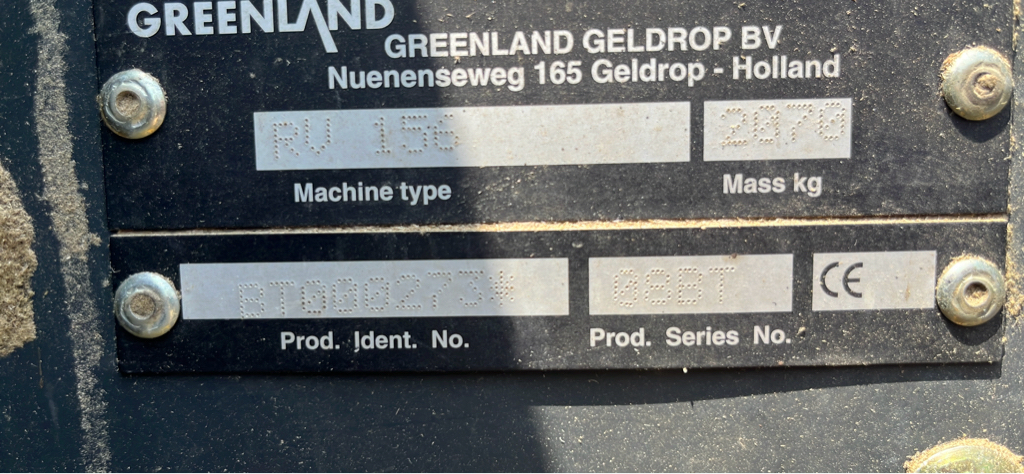 GREENLAND
GREENLAND GELDROP BV
Nuenenseweg 165 Geldrop - Holland
RV 156 2070
Machine type Mass kg
BT000273* 08BT CE
Prod. Ident. No. Prod. Series No.